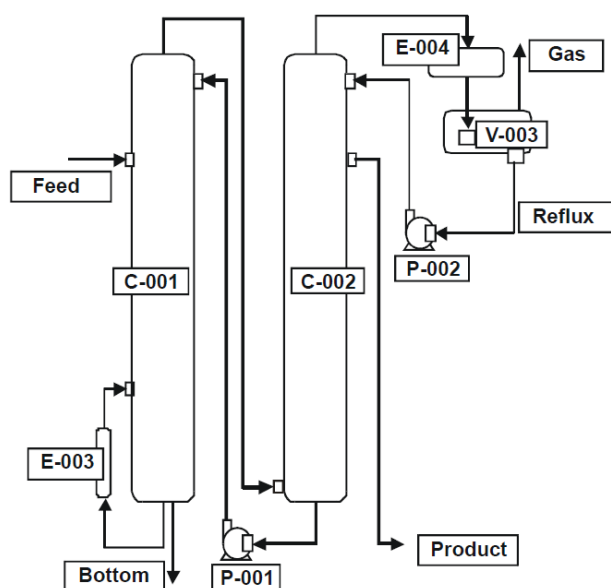 E-004
Gas
V-003
Feed
Reflux
P-002
C-001
C-002
E-003
Product
Bottom
P-001